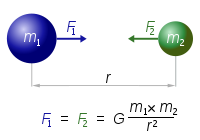 F₁ F₂
m₁ m₂
r
F₁ = F₂ = G m₁ × m₂ / r²